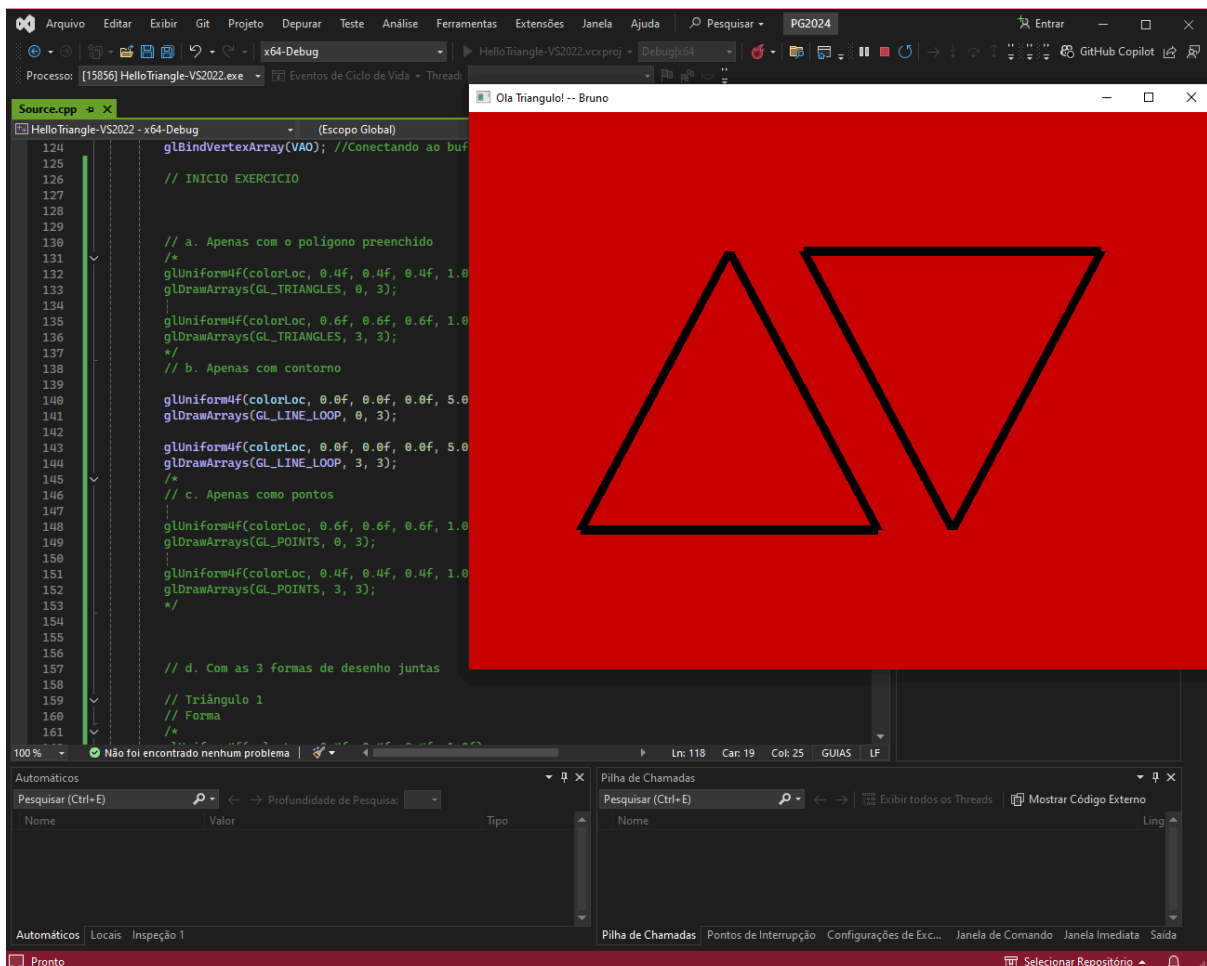 Arquivo Editar Exibir Git Projeto Depurar Teste Análise Ferramentas Extensões Janela Ajuda Pesquisar PG2024 Entrar
x64-Debug HelloTriangle-VS2022.vcxproj Debug|x64 GitHub Copilot
Processo: [15856] HelloTriangle-VS2022.exe Eventos de Ciclo de Vida Thread:
Source.cpp
HelloTriangle-VS2022 - x64-Debug (Escopo Global)
Ola Triangulo! -- Bruno
124 glBindVertexArray(VAO); //Conectando ao buf
125
126 // INICIO EXERCICIO
127
128
129
130 // a. Apenas com o polígono preenchido
131 /*
132 glUniform4f(colorLoc, 0.4f, 0.4f, 0.4f, 1.0
133 glDrawArrays(GL_TRIANGLES, 0, 3);
134
135 glUniform4f(colorLoc, 0.6f, 0.6f, 0.6f, 1.0
136 glDrawArrays(GL_TRIANGLES, 3, 3);
137 */
138 // b. Apenas com contorno
139
140 glUniform4f(colorLoc, 0.0f, 0.0f, 0.0f, 5.0
141 glDrawArrays(GL_LINE_LOOP, 0, 3);
142
143 glUniform4f(colorLoc, 0.0f, 0.0f, 0.0f, 5.0
144 glDrawArrays(GL_LINE_LOOP, 3, 3);
145 /*
146 // c. Apenas como pontos
147
148 glUniform4f(colorLoc, 0.6f, 0.6f, 0.6f, 1.0
149 glDrawArrays(GL_POINTS, 0, 3);
150
151 glUniform4f(colorLoc, 0.4f, 0.4f, 0.4f, 1.0
152 glDrawArrays(GL_POINTS, 3, 3);
153 */
154
155
156
157 // d. Com as 3 formas de desenho juntas
158
159 // Triângulo 1
160 // Forma
161 /*
100 % Não foi encontrado nenhum problema Ln: 118 Car: 19 Col: 25 GUIAS LF
Automáticos
Pesquisar (Ctrl+E) Profundidade de Pesquisa:
Nome Valor Tipo
Automáticos Locais Inspeção 1
Pilha de Chamadas
Pesquisar (Ctrl+E) Exibir todos os Threads Mostrar Código Externo
Nome Ling
Pilha de Chamadas Pontos de Interrupção Configurações de Exc... Janela de Comando Janela Imediata Saída
Pronto Selecionar Repositório